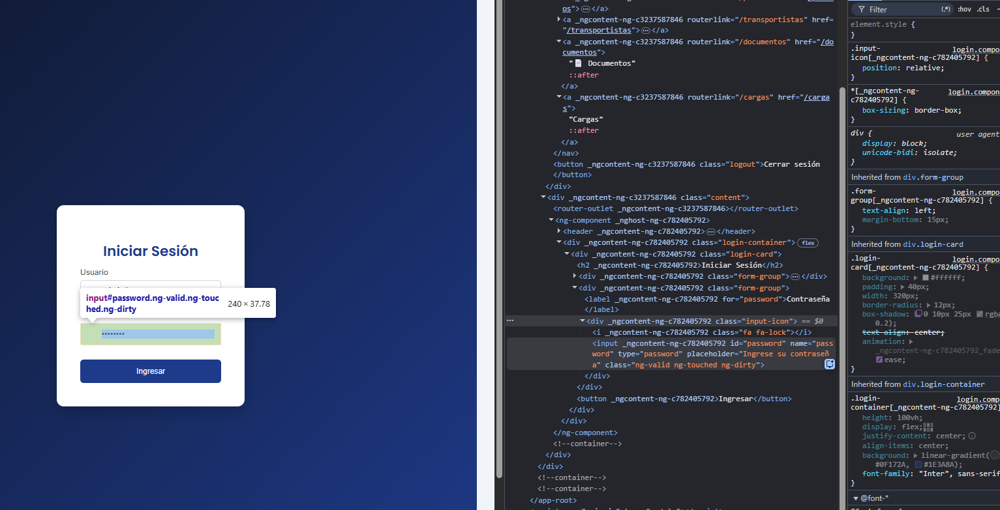 Iniciar Sesión
Usuario
input#password.ng-valid.ng-touc
hed.ng-dirty
240 × 37.78
••••••••
Ingresar
os"> ⋯ </a>
<a _ngcontent-ng-c3237587846 routerlink="/transportistas" href=
"/transportistas"> ⋯ </a>
<a _ngcontent-ng-c3237587846 routerlink="/documentos" href="/do
cumentos">
"📄 Documentos"
::after
</a>
<a _ngcontent-ng-c3237587846 routerlink="/cargas" href="/carga
s">
"Cargas"
::after
</a>
</nav>
<button _ngcontent-ng-c3237587846 class="logout">Cerrar sesión
</button>
</div>
<div _ngcontent-ng-c3237587846 class="content">
<router-outlet _ngcontent-ng-c3237587846></router-outlet>
<ng-component _nghost-ng-c782405792>
<header _ngcontent-ng-c782405792> ⋯ </header>
<div _ngcontent-ng-c782405792 class="login-container"> flex
<div _ngcontent-ng-c782405792 class="login-card">
<h2 _ngcontent-ng-c782405792>Iniciar Sesión</h2>
<div _ngcontent-ng-c782405792 class="form-group"> ⋯ </div>
<div _ngcontent-ng-c782405792 class="form-group">
<label _ngcontent-ng-c782405792 for="password">Contraseña
</label>
<div _ngcontent-ng-c782405792 class="input-icon"> == $0
<i _ngcontent-ng-c782405792 class="fa fa-lock"></i>
<input _ngcontent-ng-c782405792 id="password" name="pass
word" type="password" placeholder="Ingrese su contraseñ
a" class="ng-valid ng-touched ng-dirty">
</div>
</div>
<button _ngcontent-ng-c782405792>Ingresar</button>
</div>
</div>
</ng-component>
<!--container-->
</div>
</div>
<!--container-->
<!--container-->
</app-root>
Filter (.*) :hov .cls
element.style {
}
.input- login.compo
icon[_ngcontent-ng-c782405792] {
position: relative;
}
*[_ngcontent-ng- login.compon
c782405792] {
box-sizing: border-box;
}
div { user agent
display: block;
unicode-bidi: isolate;
}
Inherited from div.form-group
.form- login.compo
group[_ngcontent-ng-c782405792] {
text-align: left;
margin-bottom: 15px;
}
Inherited from div.login-card
.login- login.compo
card[_ngcontent-ng-c782405792] {
background: #ffffff;
padding: 40px;
width: 320px;
border-radius: 12px;
box-shadow: 0 10px 25px rgba
0.2);
text-align: center;
animation:
_ngcontent-ng-c782405792_fade
ease;
}
Inherited from div.login-container
.login- login.comp
container[_ngcontent-ng-c782405792]
height: 100vh;
display: flex;
justify-content: center;
align-items: center;
background: linear-gradient(
#0F172A, #1E3A8A);
font-family: "Inter", sans-serif
}
@font-*